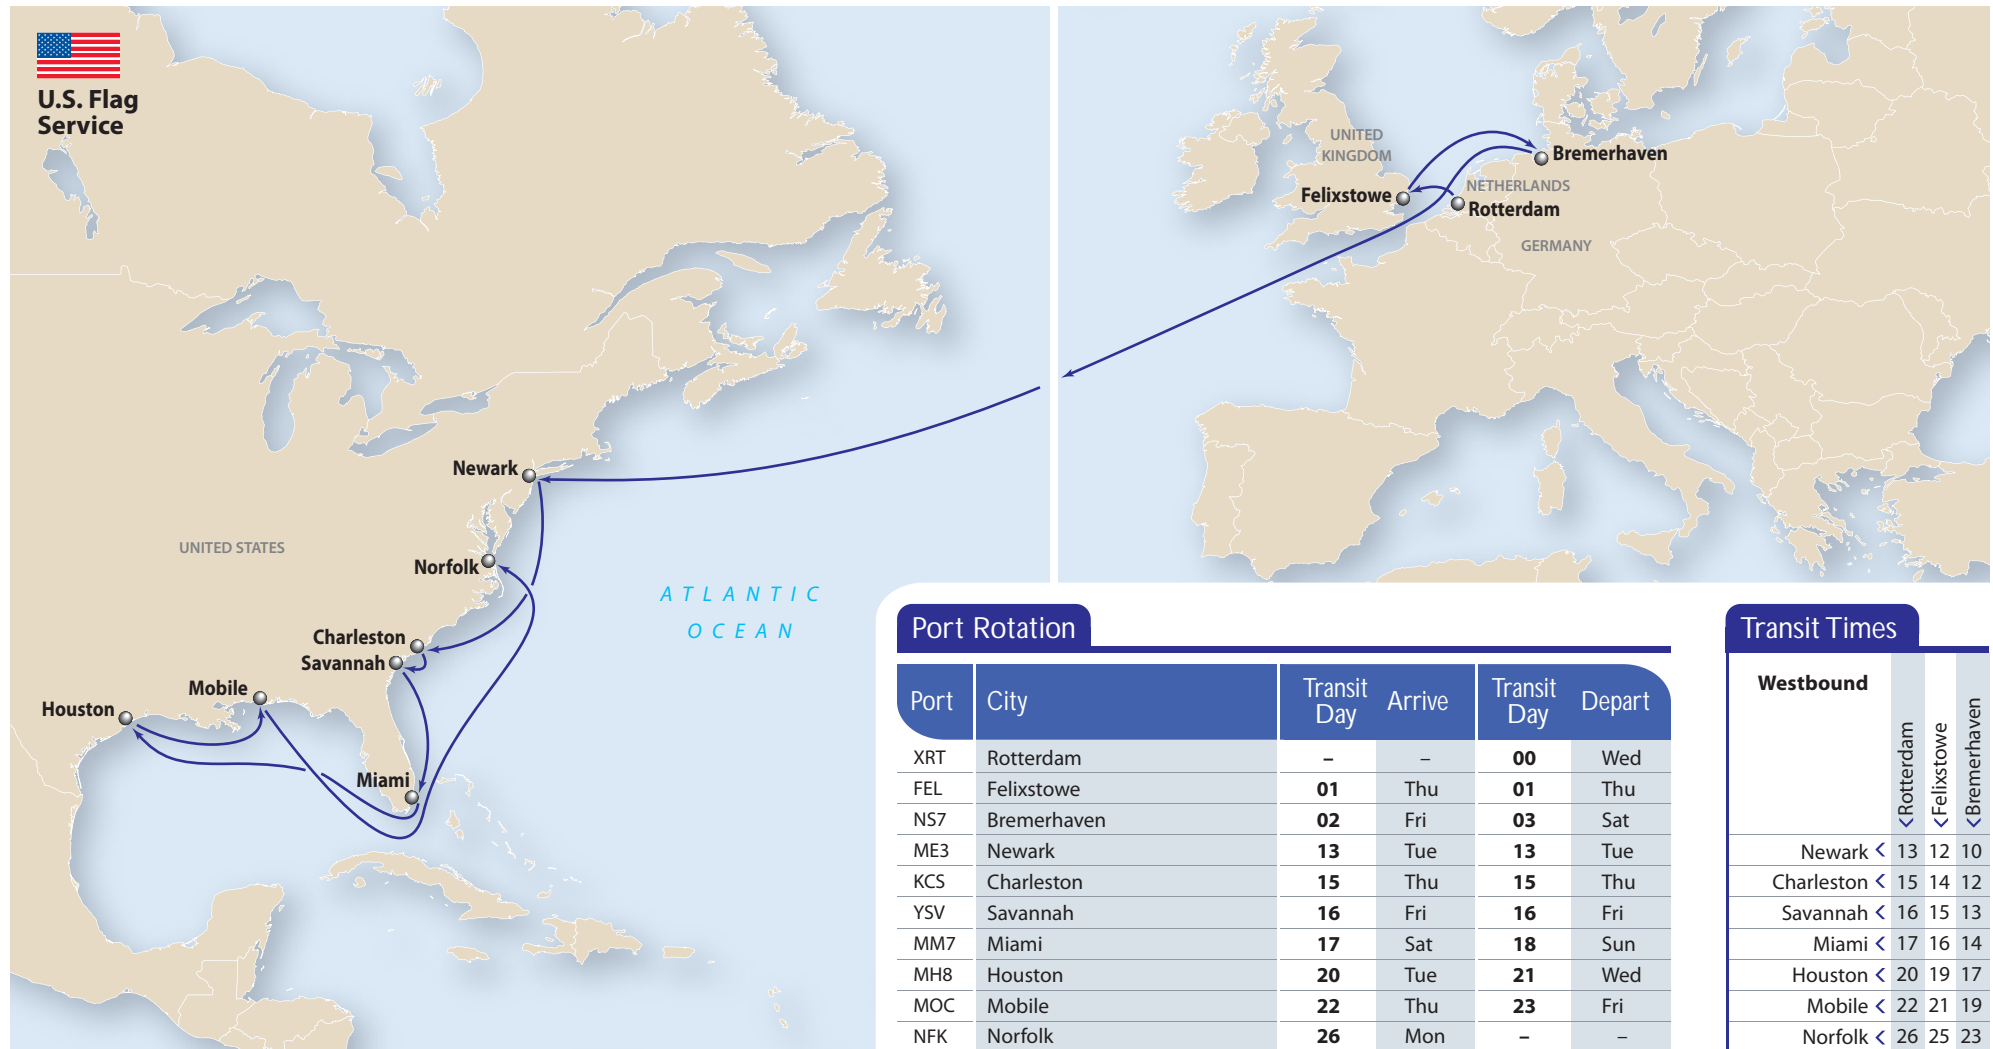 U.S. Flag
Service
UNITED
KINGDOM
Bremerhaven
Felixstowe
NETHERLANDS
Rotterdam
GERMANY
Newark
UNITED STATES
Norfolk
ATLANTIC
OCEAN
Charleston
Savannah
Mobile
Houston
Miami
Port Rotation
Port City Transit Day Arrive Transit Day Depart
XRT Rotterdam – – 00 Wed
FEL Felixstowe 01 Thu 01 Thu
NS7 Bremerhaven 02 Fri 03 Sat
ME3 Newark 13 Tue 13 Tue
KCS Charleston 15 Thu 15 Thu
YSV Savannah 16 Fri 16 Fri
MM7 Miami 17 Sat 18 Sun
MH8 Houston 20 Tue 21 Wed
MOC Mobile 22 Thu 23 Fri
NFK Norfolk 26 Mon – –
Transit Times
Westbound
Rotterdam
Felixstowe
Bremerhaven
Newark < 13 12 10
Charleston < 15 14 12
Savannah < 16 15 13
Miami < 17 16 14
Houston < 20 19 17
Mobile < 22 21 19
Norfolk < 26 25 23